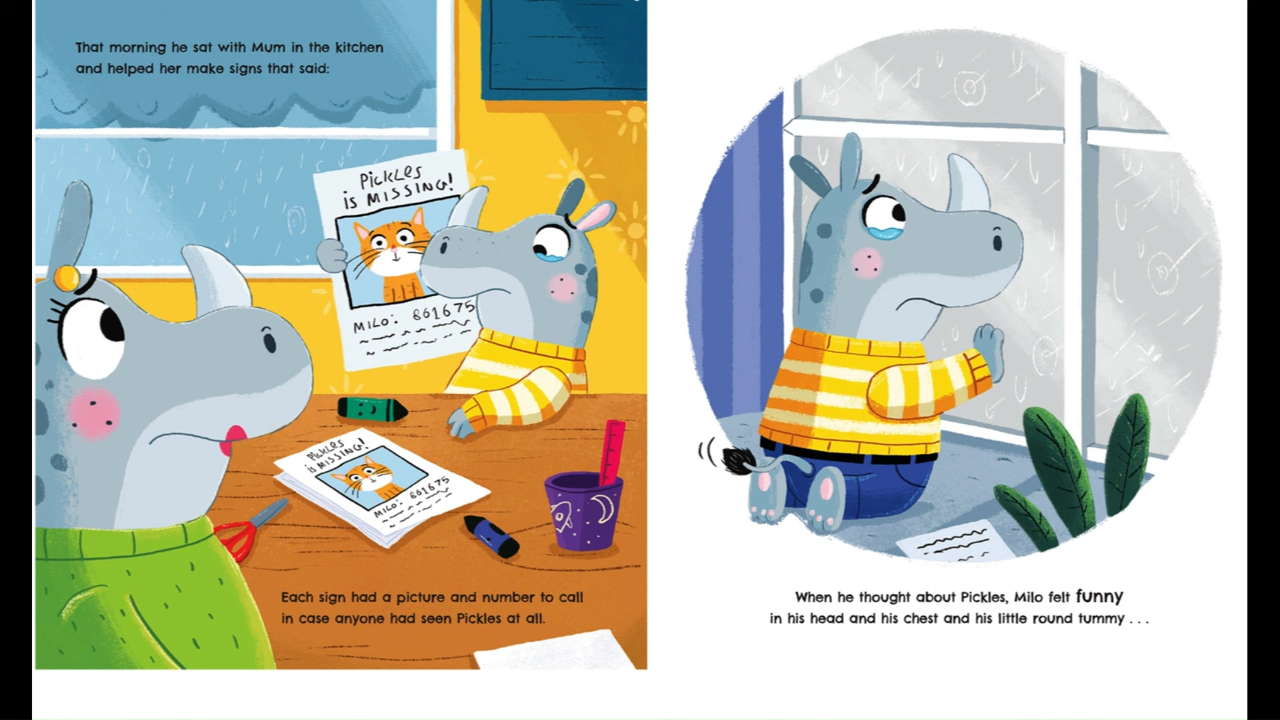 That morning he sat with Mum in the kitchen
and helped her make signs that said:
PickLEs
is MISSING!
MILO: 861675
PickLEs
is MISSING!
MILO: 861675
Each sign had a picture and number to call
in case anyone had seen Pickles at all.
When he thought about Pickles, Milo felt funny
in his head and his chest and his little round tummy . . .